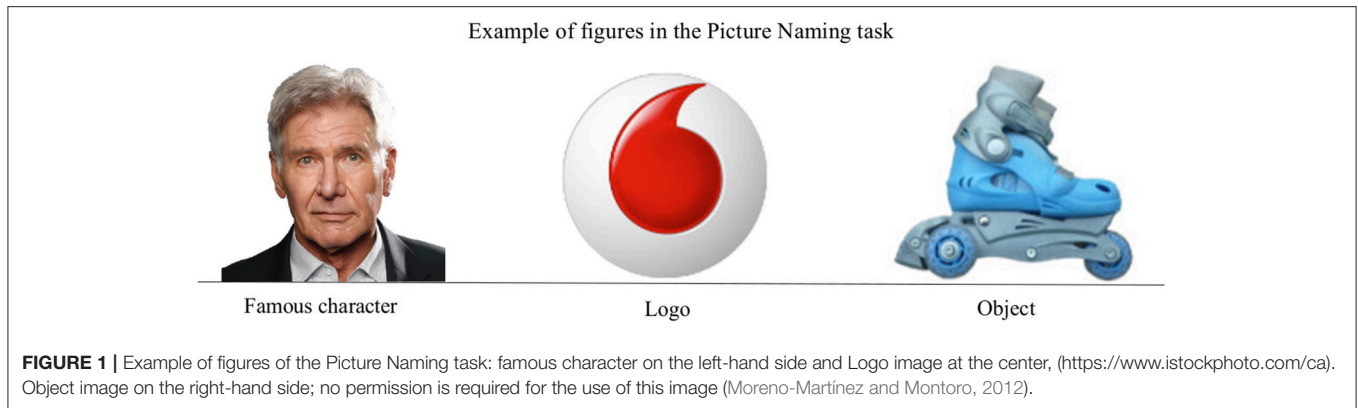 Example of figures in the Picture Naming task
Famous character
Logo
Object
FIGURE 1 | Example of figures of the Picture Naming task: famous character on the left-hand side and Logo image at the center, (https://www.istockphoto.com/ca).
Object image on the right-hand side; no permission is required for the use of this image (Moreno-Martínez and Montoro, 2012).